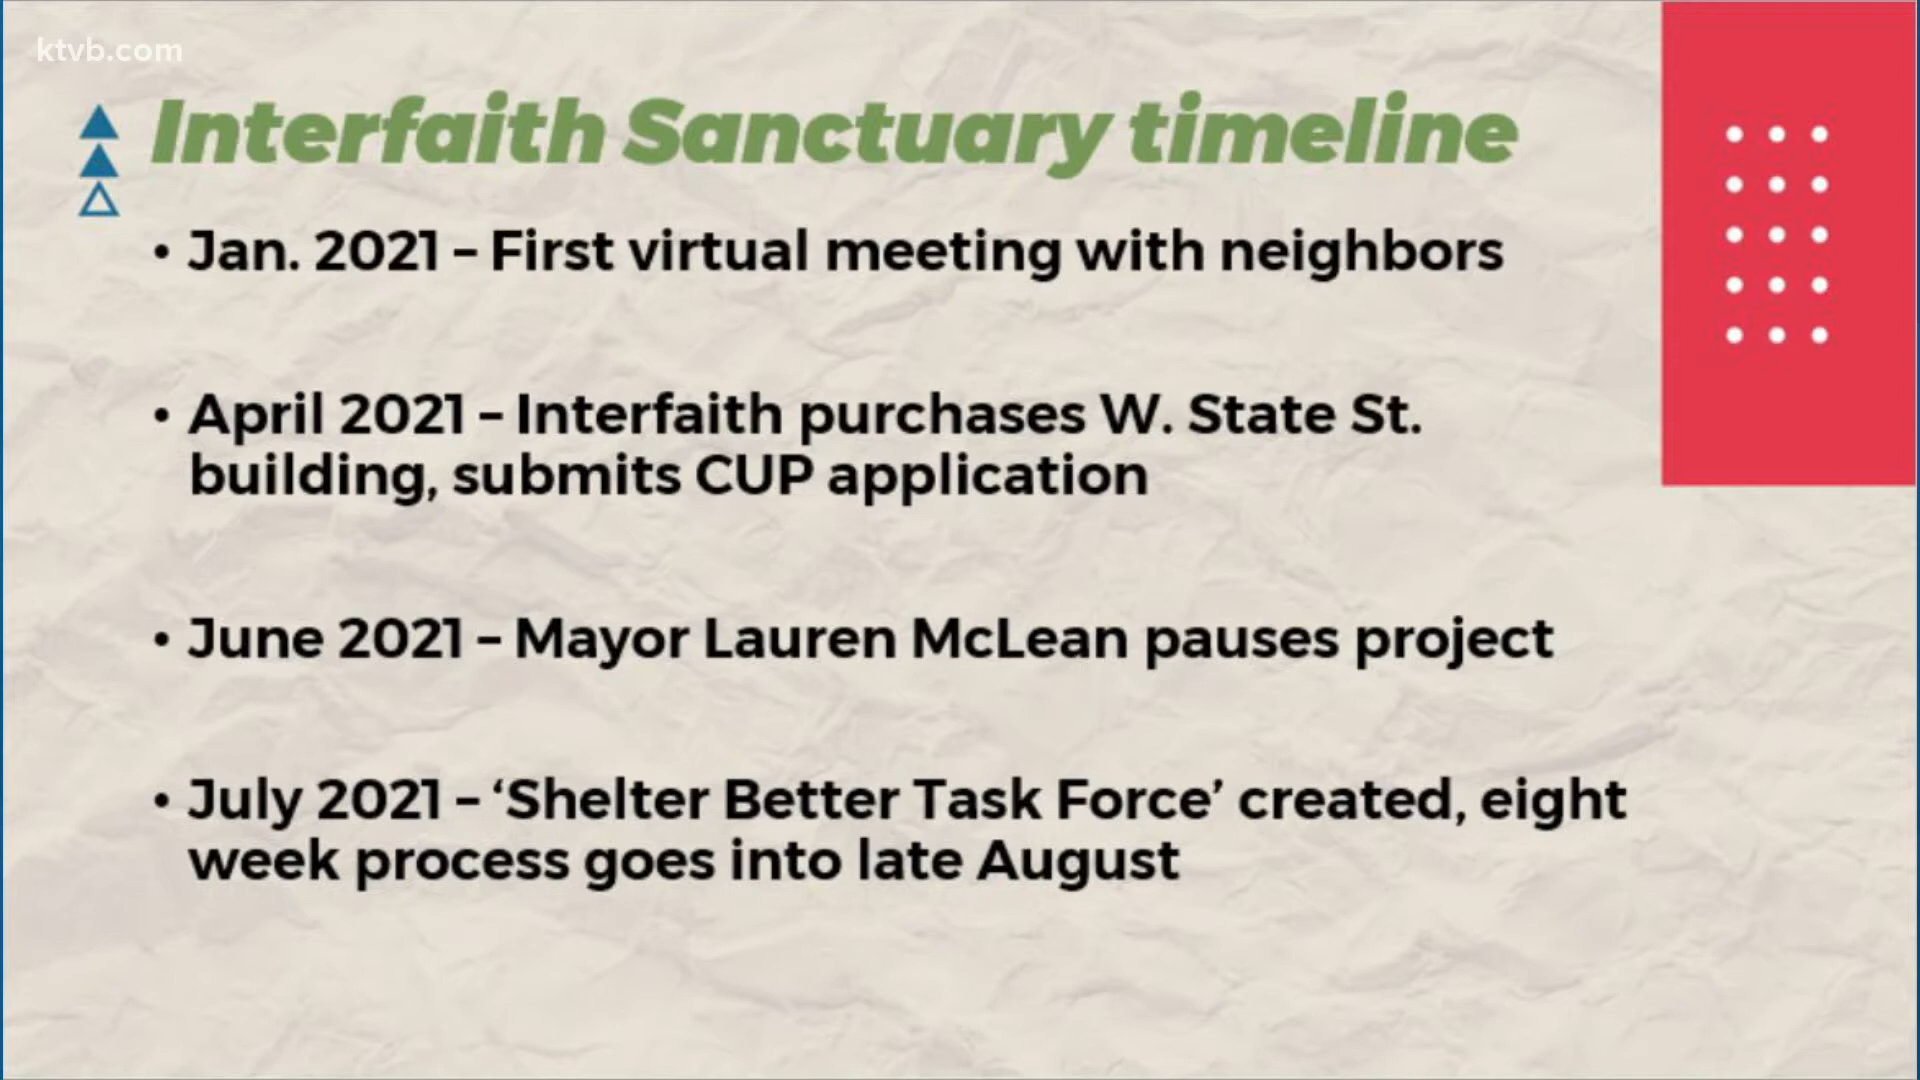 ktvb.com
Interfaith Sanctuary timeline
• Jan. 2021 – First virtual meeting with neighbors
• April 2021 – Interfaith purchases W. State St.
building, submits CUP application
• June 2021 – Mayor Lauren McLean pauses project
• July 2021 – ‘Shelter Better Task Force’ created, eight
week process goes into late August